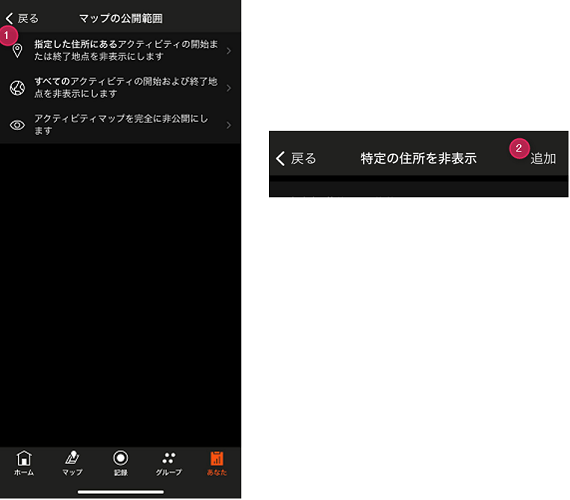 戻る マップの公開範囲
1
指定した住所にあるアクティビティの開始ま
たは終了地点を非表示にします
すべてのアクティビティの開始および終了地
点を非表示にします
アクティビティマップを完全に非公開にし
ます
ホーム マップ 記録 グループ あなた
2
戻る 特定の住所を非表示 追加